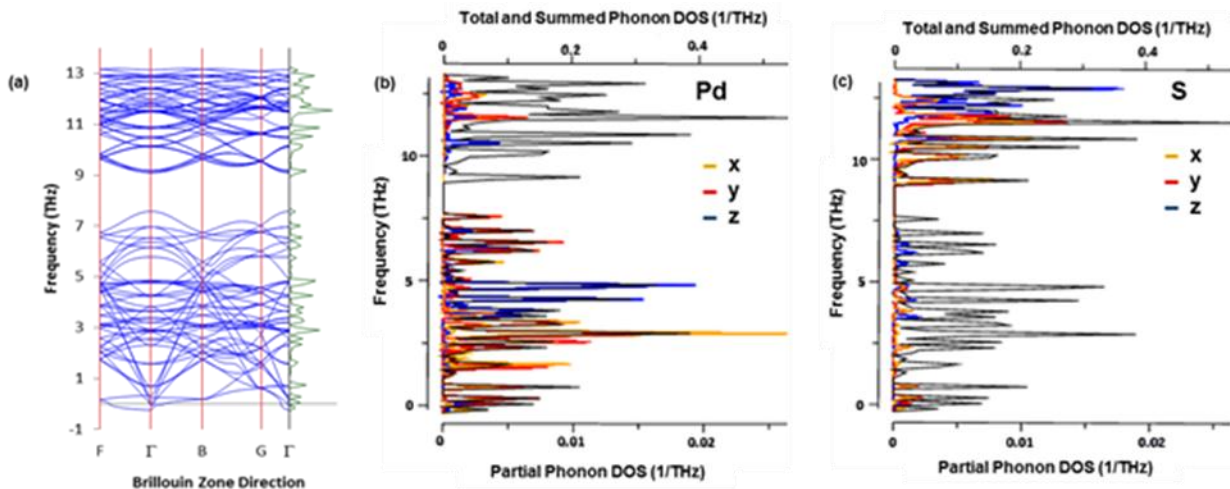 (a)
Frequency (THz)
13
11
9
7
5
3
1
-1
F Γ B G Γ
Brillouin Zone Direction
Total and Summed Phonon DOS (1/THz)
0 0.2 0.4
(b)
Pd
x
y
z
Frequency (THz)
10
5
0
0 0.01 0.02
Partial Phonon DOS (1/THz)
Total and Summed Phonon DOS (1/THz)
0 0.2 0.4
(c)
S
x
y
z
Frequency (THz)
10
5
0
0 0.01 0.02
Partial Phonon DOS (1/THz)